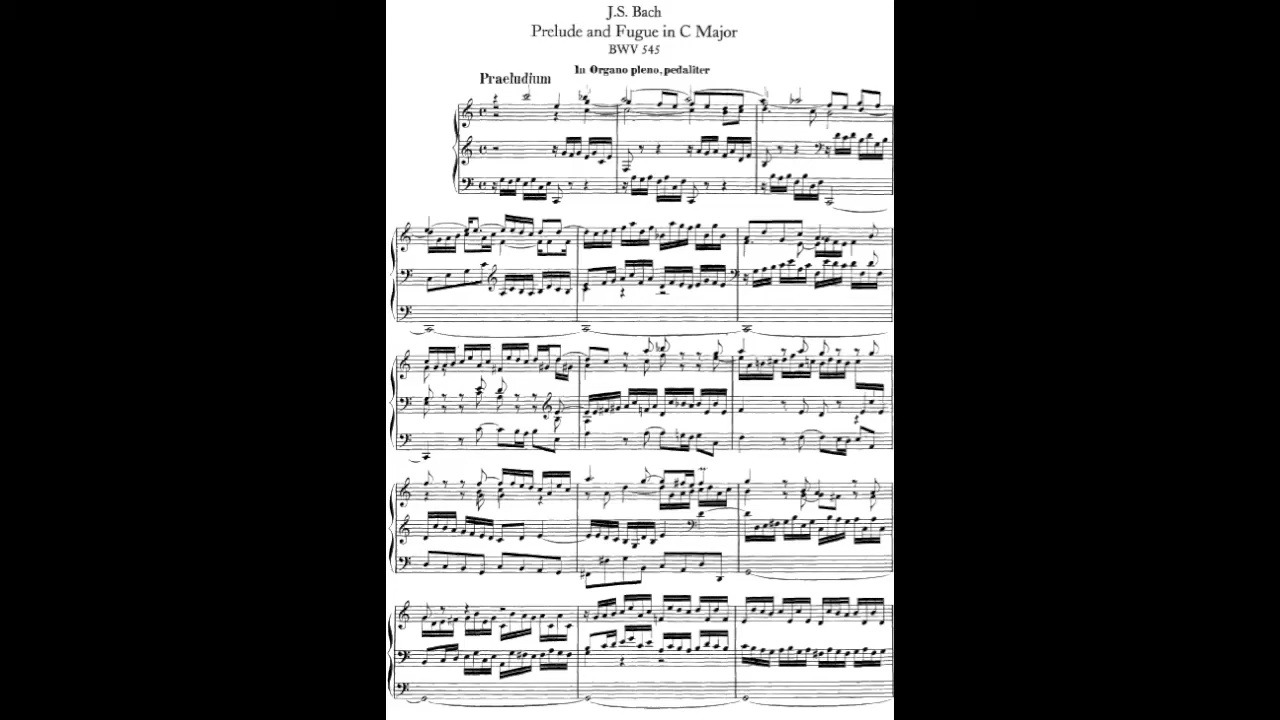 J.S. Bach
Prelude and Fugue in C Major
BWV 545
In Organo pleno, pedaliter
Praeludium